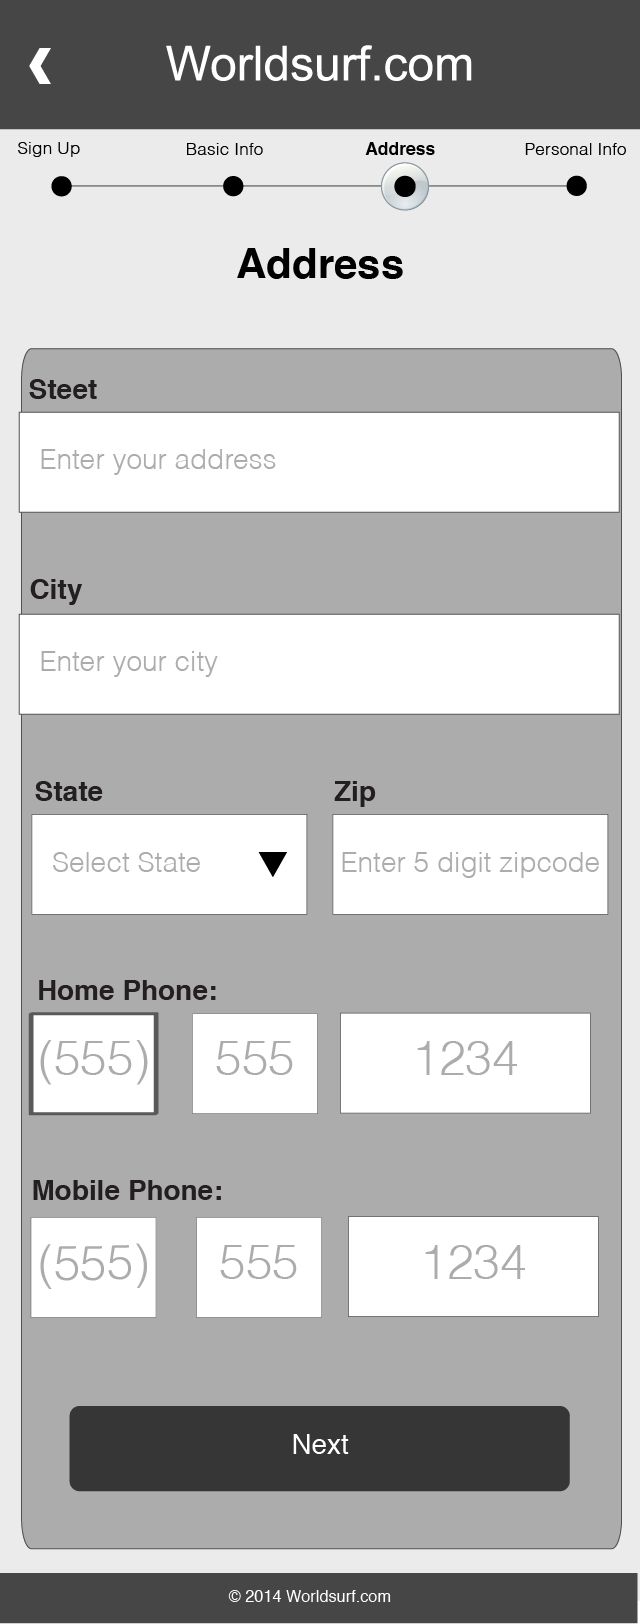 Worldsurf.com
Sign Up Basic Info Address Personal Info
Address
Steet
Enter your address
City
Enter your city
State Zip
Select State Enter 5 digit zipcode
Home Phone:
(555) 555 1234
Mobile Phone:
(555) 555 1234
Next
© 2014 Worldsurf.com